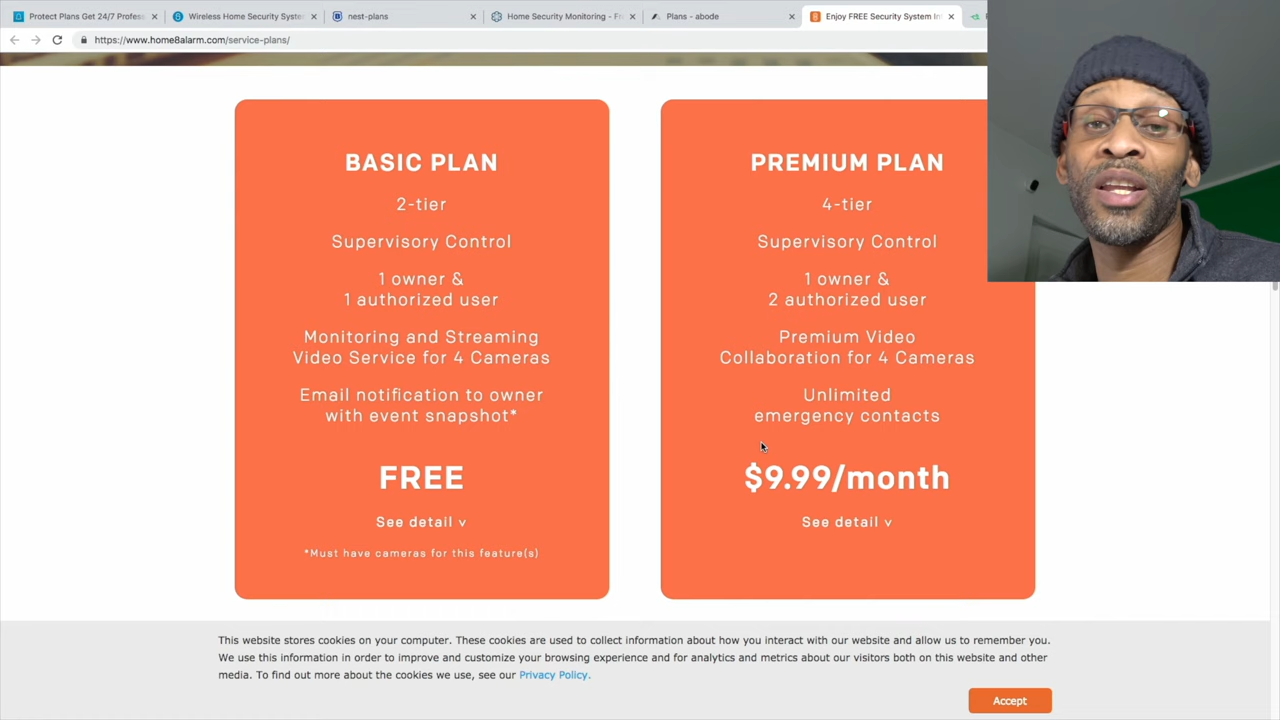 Protect Plans Get 24/7 Profess
Wireless Home Security Syste
nest-plans
Home Security Monitoring - Fr
Plans - abode
Enjoy FREE Security System In
https://www.home8alarm.com/service-plans/
BASIC PLAN
2-tier
Supervisory Control
1 owner &
1 authorized user
Monitoring and Streaming
Video Service for 4 Cameras
Email notification to owner
with event snapshot*
FREE
See detail v
*Must have cameras for this feature(s)
PREMIUM PLAN
4-tier
Supervisory Control
1 owner &
2 authorized user
Premium Video
Collaboration for 4 Cameras
Unlimited
emergency contacts
$9.99/month
See detail v
This website stores cookies on your computer. These cookies are used to collect information about how you interact with our website and allow us to remember you.
We use this information in order to improve and customize your browsing experience and for analytics and metrics about our visitors both on this website and other
media. To find out more about the cookies we use, see our Privacy Policy.
Accept